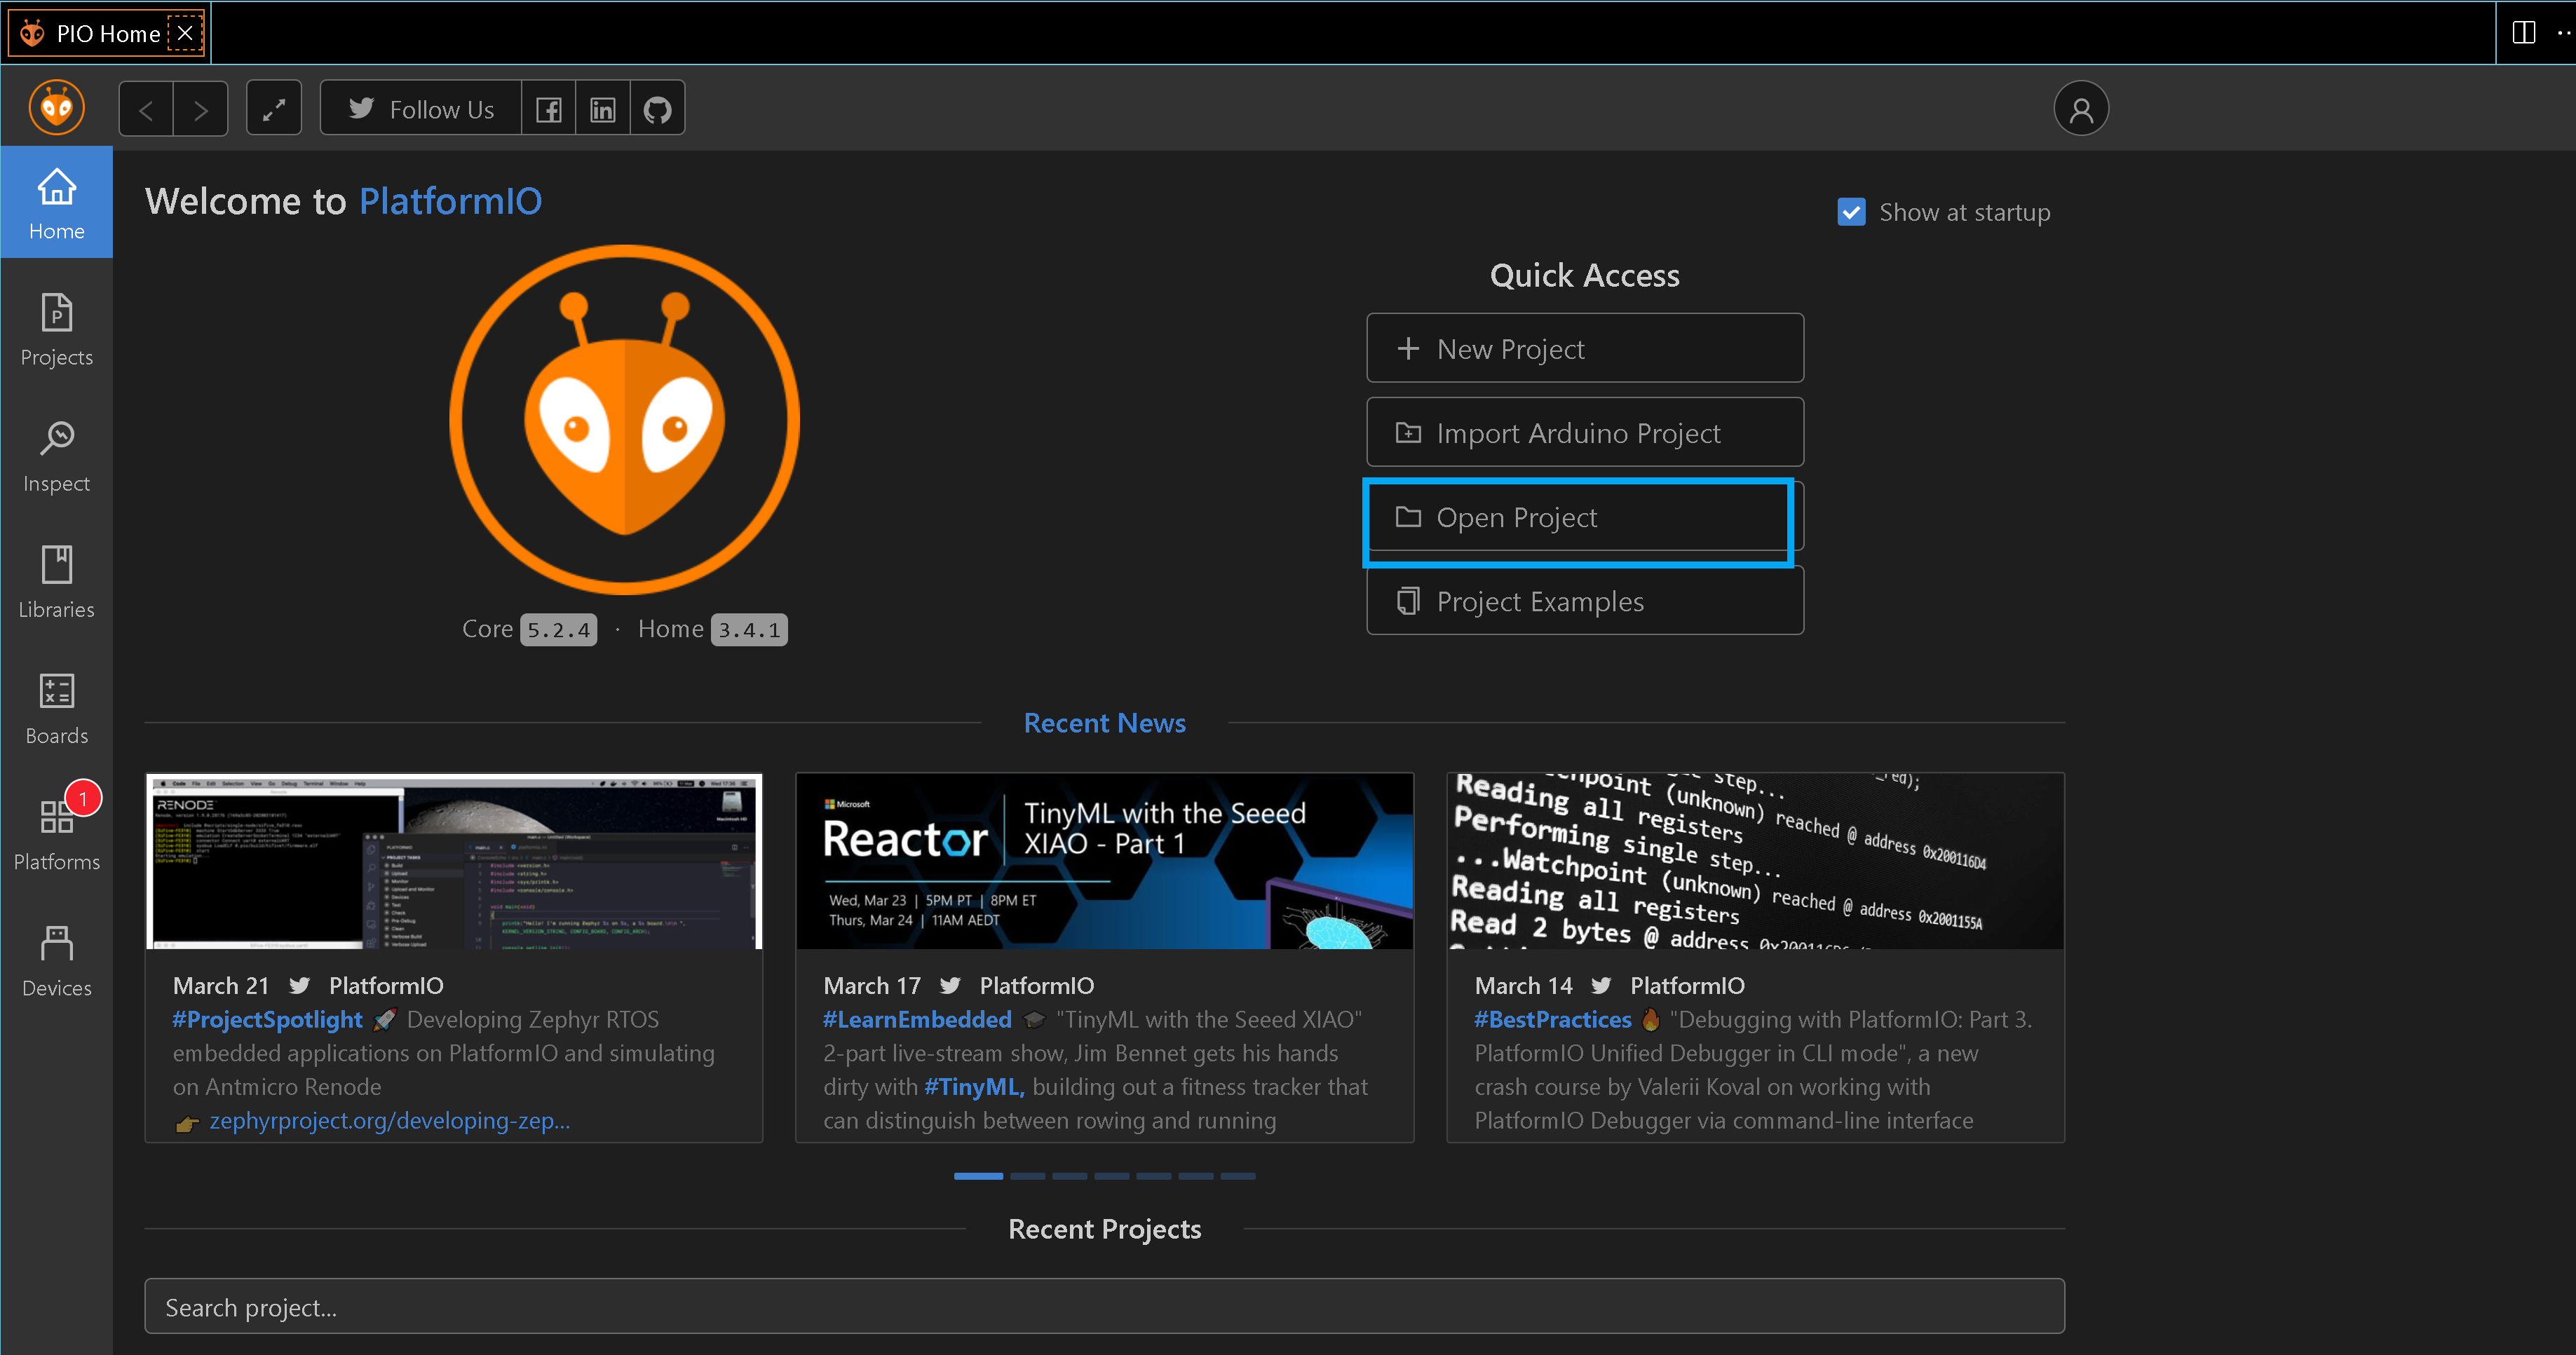 PIO Home
Follow Us
Welcome to PlatformIO
Show at startup
Home
Projects
Inspect
Libraries
Boards
1
Platforms
Devices
Quick Access
New Project
Import Arduino Project
Open Project
Project Examples
Core 5.2.4 · Home 3.4.1
Recent News
RENODE
March 21 PlatformIO
#ProjectSpotlight 🚀 Developing Zephyr RTOS
embedded applications on PlatformIO and simulating
on Antmicro Renode
👉 zephyrproject.org/developing-zep...
Microsoft
Reactor
TinyML with the Seeed
XIAO - Part 1
Wed, Mar 23 | 5PM PT | 8PM ET
Thurs, Mar 24 | 11AM AEDT
March 17 PlatformIO
#LearnEmbedded 🎓 "TinyML with the Seeed XIAO"
2-part live-stream show, Jim Bennet gets his hands
dirty with #TinyML, building out a fitness tracker that
can distinguish between rowing and running
step...
(unknown) reached @ address 0x200116D4
Reading all registers
Performing single step...
...Watchpoint (unknown) reached @ address 0x2001155A
Reading all registers
Read 2 bytes @ address
March 14 PlatformIO
#BestPractices 🔥 "Debugging with PlatformIO: Part 3.
PlatformIO Unified Debugger in CLI mode", a new
crash course by Valerii Koval on working with
PlatformIO Debugger via command-line interface
Recent Projects
Search project...